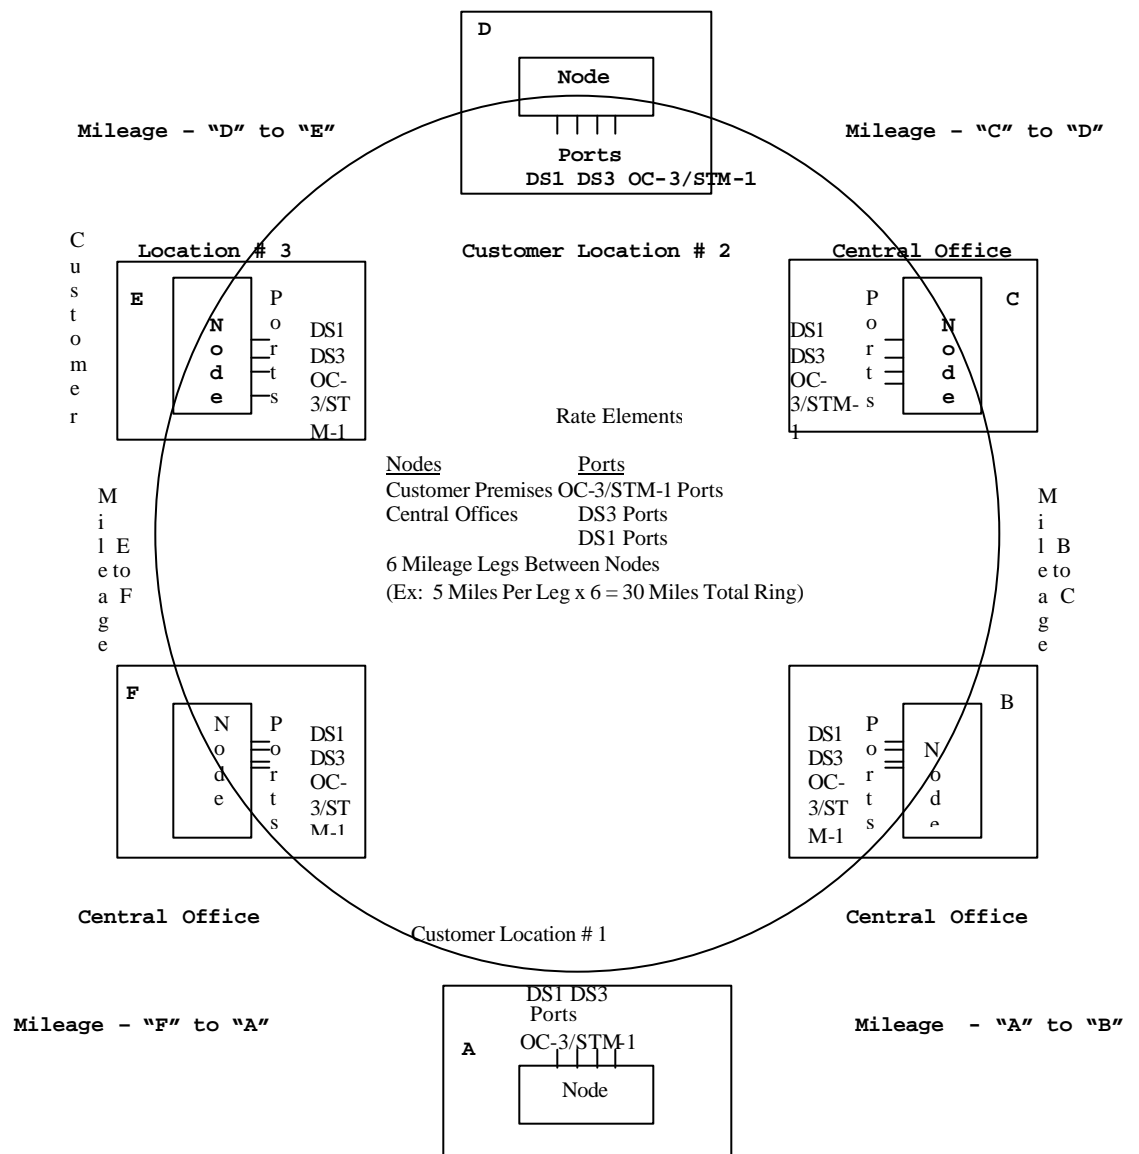 D
Node
Mileage – “D” to “E”
Mileage – “C” to “D”
Ports
DS1 DS3 OC-3/STM-1
Customer
Location # 3
Customer Location # 2
Central Office
E
Node
Ports
DS1
DS3
OC-
3/ST
M-1
DS1
DS3
OC-
3/STM-
1
Ports
Node
C
Rate Elements
Nodes Ports
Customer Premises OC-3/STM-1 Ports
Central Offices DS3 Ports
DS1 Ports
6 Mileage Legs Between Nodes
(Ex: 5 Miles Per Leg x 6 = 30 Miles Total Ring)
Mileage
E
to
F
Mileage
B
to
C
F
Node
Ports
DS1
DS3
OC-
3/ST
M-1
DS1
DS3
OC-
3/ST
M-1
Ports
Node
B
Central Office
Central Office
Customer Location # 1
Mileage – “F” to “A”
Mileage - “A” to “B”
DS1 DS3
Ports
OC-3/STM-1
A
Node